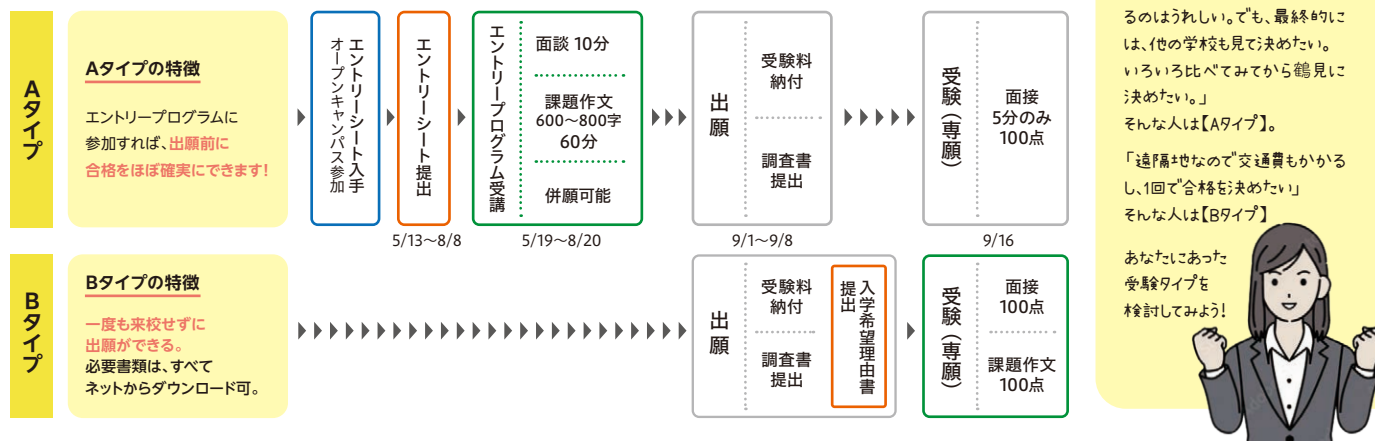 Aタイプ
Aタイプの特徴
エントリープログラムに
参加すれば、出願前に
合格をほぼ確実にできます!
エントリーシート入手
オープンキャンパス参加
エントリーシート提出
5/13〜8/8
エントリープログラム受講
面談 10分
課題作文
600〜800字
60分
併願可能
5/19〜8/20
出願
受験料
納付
調査書
提出
9/1〜9/8
受験(専願)
面接
5分のみ
100点
9/16
Bタイプ
Bタイプの特徴
一度も来校せずに
出願ができる。
必要書類は、すべて
ネットからダウンロード可。
出願
受験料
納付
調査書
提出
入学希望理由書
提出
受験(専願)
面接
100点
課題作文
100点
るのはうれしい。でも、最終的に
は、他の学校も見て決めたい。
いろいろ比べてみてから鶴見に
決めたい。」
そんな人は【Aタイプ】。
「遠隔地なので交通費もかかる
し、1回で合格を決めたい」
そんな人は【Bタイプ】
あなたにあった
受験タイプを
検討してみよう!